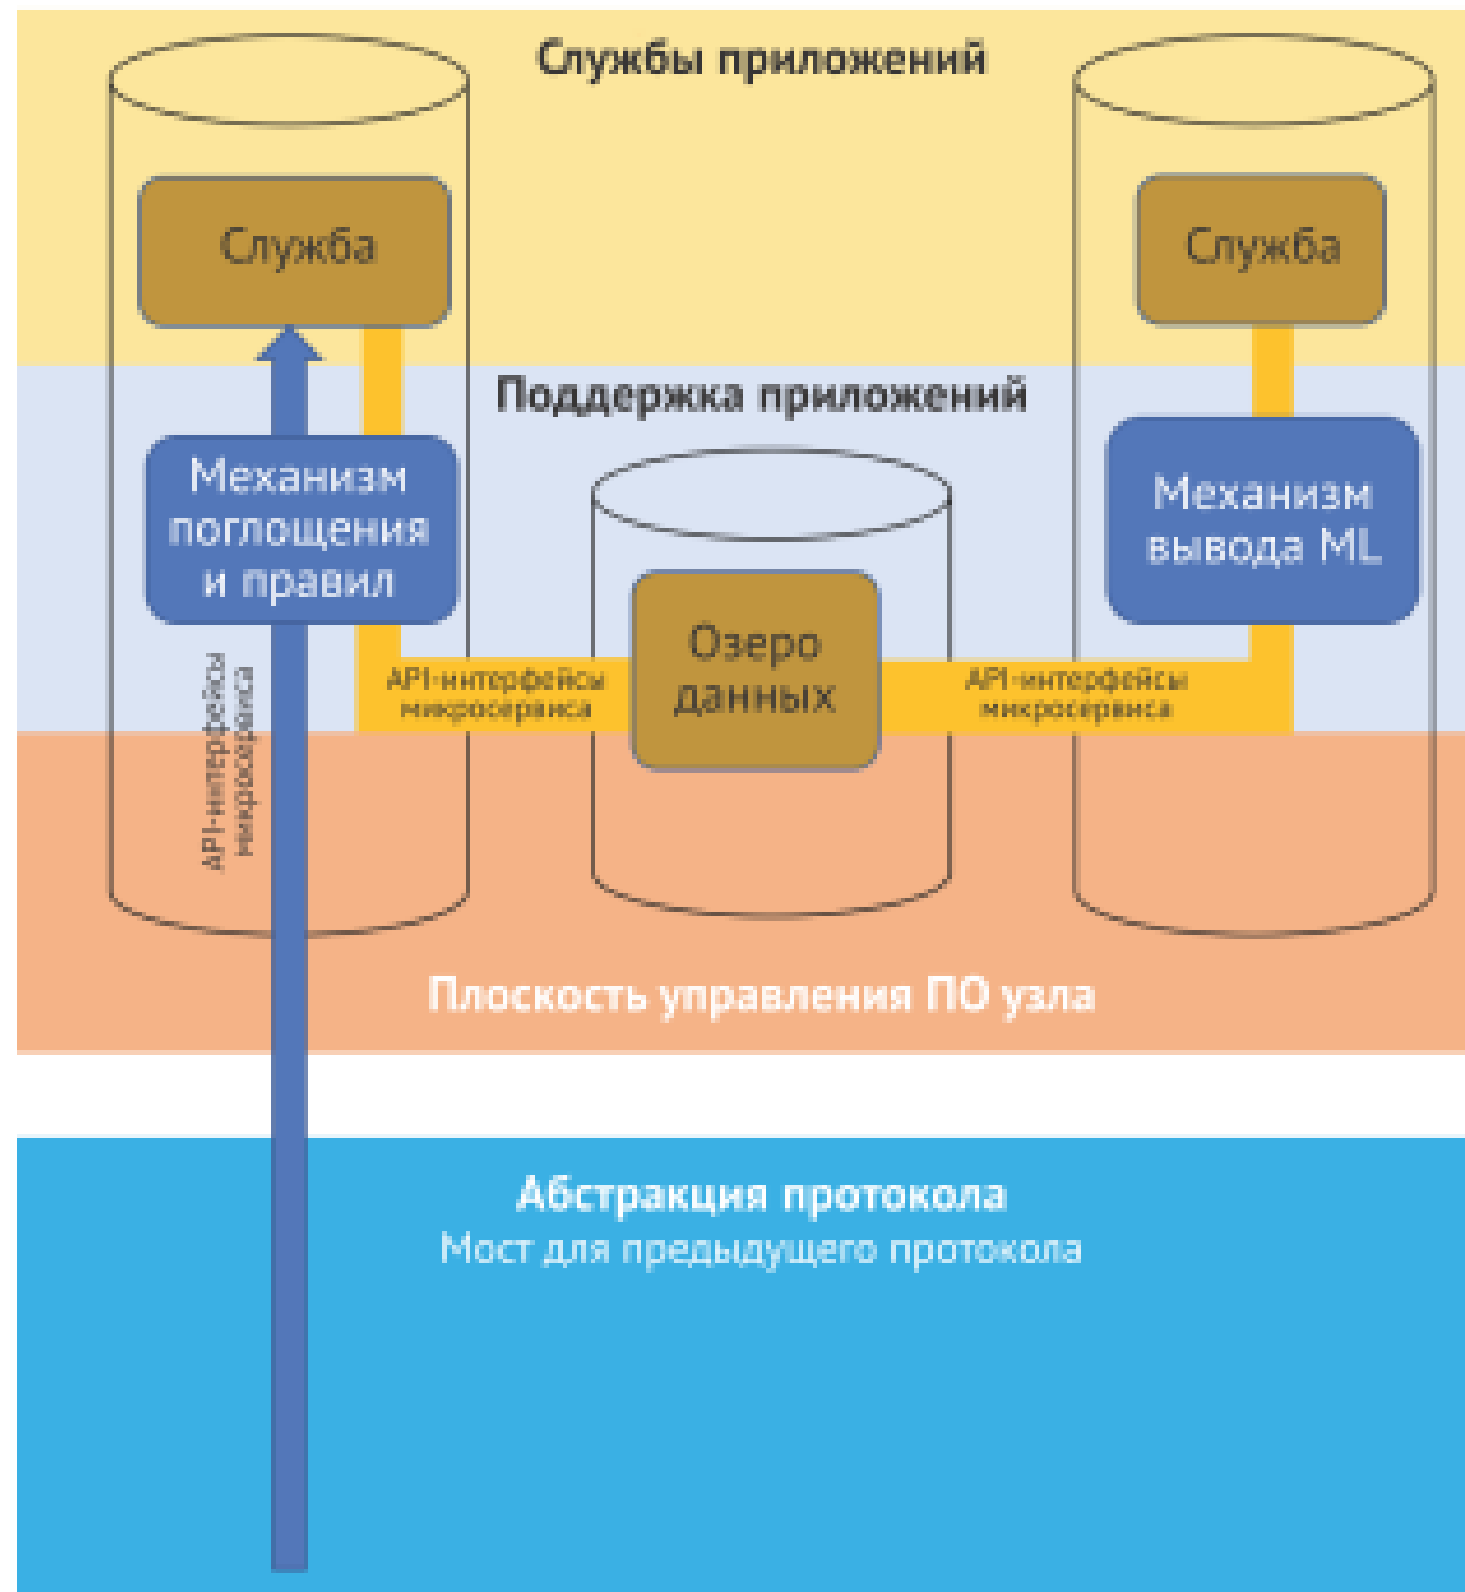 Службы приложений
Служба
Служба
Поддержка приложений
Механизм
поглощения
и правил
Механизм
вывода ML
Озеро
данных
API-интерфейсы
микросервиса
API-интерфейсы
микросервиса
API-интерфейсы
микросервиса
Плоскость управления ПО узла
Абстракция протокола
Мост для предыдущего протокола